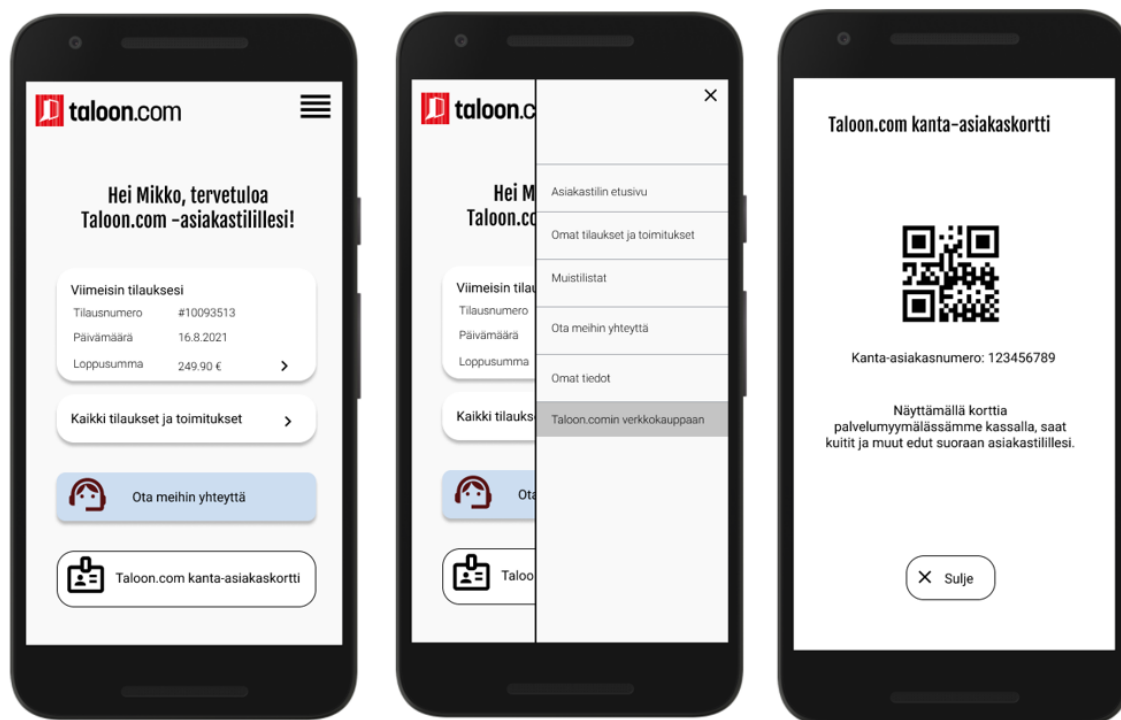 taloon.com
Hei Mikko, tervetuloa
Taloon.com -asiakastilillesi!
Viimeisin tilauksesi
Tilausnumero #10093513
Päivämäärä 16.8.2021
Loppusumma 249.90 €
Kaikki tilaukset ja toimitukset
Ota meihin yhteyttä
Taloon.com kanta-asiakaskortti
taloon.c
Hei M
Taloon.co
Viimeisin tilau
Tilausnumero
Päivämäärä
Loppusumma
Kaikki tilaukse
Ota
Taloo
Asiakastilin etusivu
Omat tilaukset ja toimitukset
Muistilistat
Ota meihin yhteyttä
Omat tiedot
Taloon.comin verkkokauppaan
Taloon.com kanta-asiakaskortti
Kanta-asiakasnumero: 123456789
Näyttämällä korttia
palvelumyymälässämme kassalla, saat
kuitit ja muut edut suoraan asiakastilillesi.
Sulje